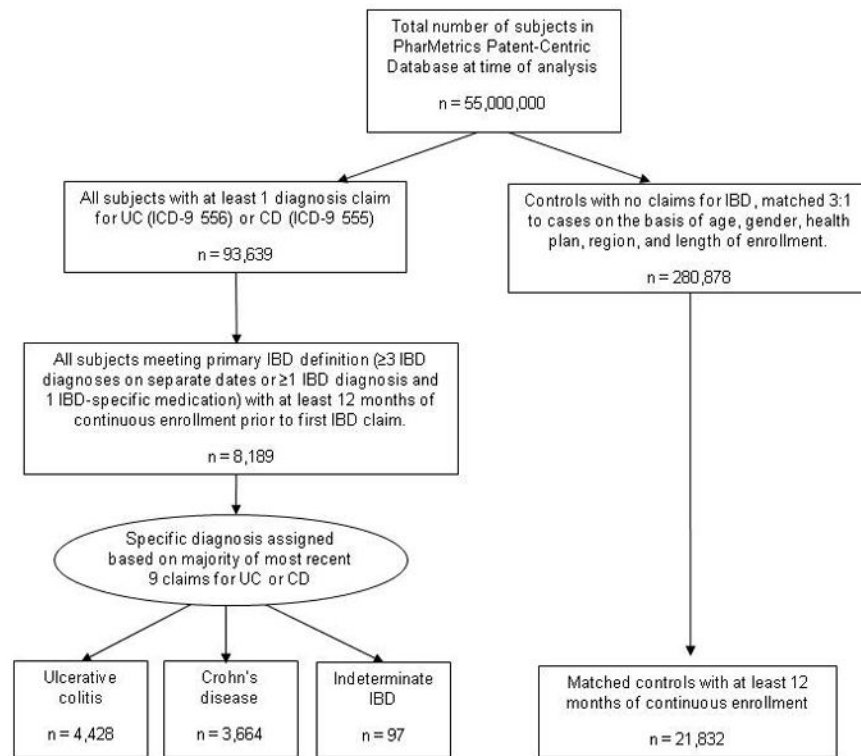 Total number of subjects in
PharMetrics Patent-Centric
Database at time of analysis
n = 55,000,000
All subjects with at least 1 diagnosis claim
for UC (ICD-9 556) or CD (ICD-9 555)
n = 93,639
Controls with no claims for IBD, matched 3:1
to cases on the basis of age, gender, health
plan, region, and length of enrollment.
n = 280,878
All subjects meeting primary IBD definition (≥3 IBD
diagnoses on separate dates or ≥1 IBD diagnosis and
1 IBD-specific medication) with at least 12 months of
continuous enrollment prior to first IBD claim.
n = 8,189
Specific diagnosis assigned
based on majority of most recent
9 claims for UC or CD
Ulcerative
colitis
n = 4,428
Crohn's
disease
n = 3,664
Indeterminate
IBD
n = 97
Matched controls with at least 12
months of continuous enrollment
n = 21,832